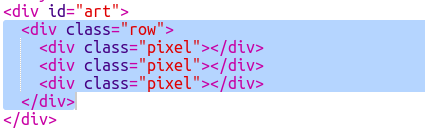 <div id="art">
  <div class="row">
    <div class="pixel"></div>
    <div class="pixel"></div>
    <div class="pixel"></div>
  </div>
</div>